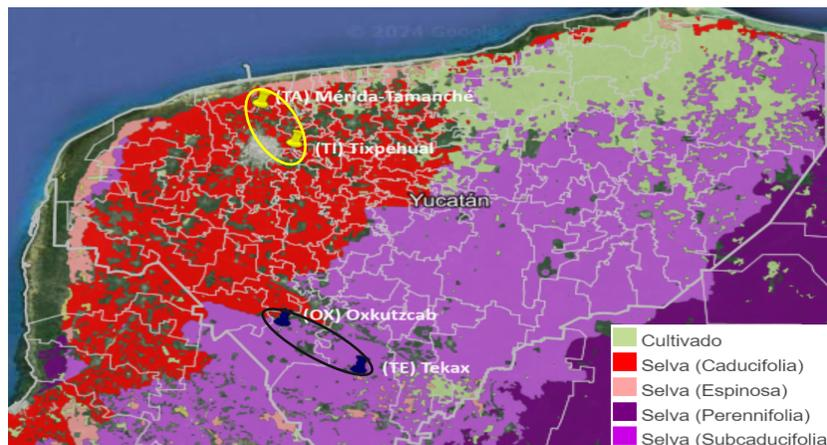 © 2024 Google
(TA) Mérida-Tamanché
(TI) Tixpehual
Yucatán
(OX) Oxkutzcab
(TE) Tekax
Cultivado
Selva (Caducifolia)
Selva (Espinosa)
Selva (Perennifolia)
Selva (Subcaducifolia